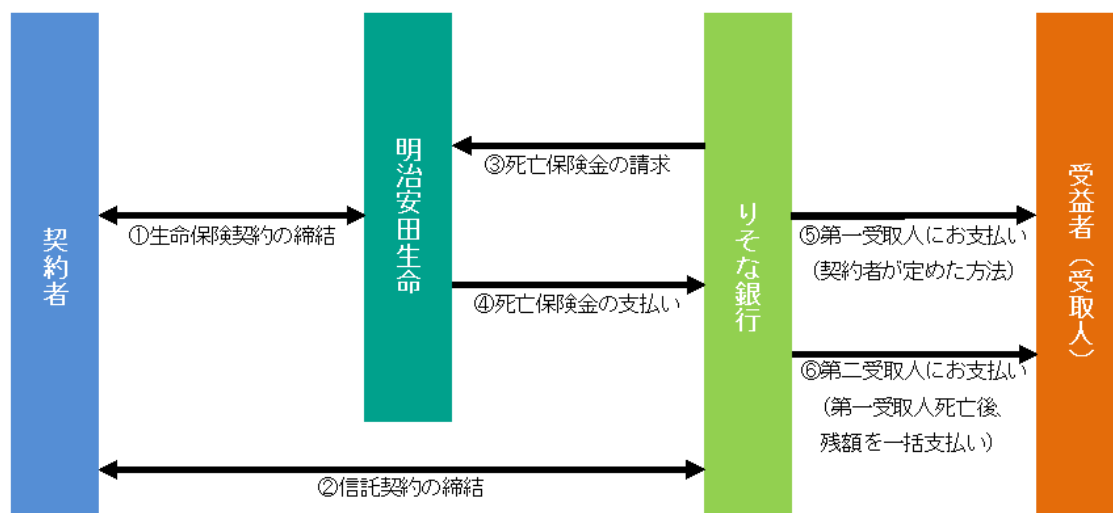 契約者
①生命保険契約の締結
明治安田生命
③死亡保険金の請求
④死亡保険金の支払い
②信託契約の締結
りそな銀行
⑤第一受取人にお支払い
(契約者が定めた方法)
⑥第二受取人にお支払い
(第一受取人死亡後、
残額を一括支払い)
受益者(受取人)